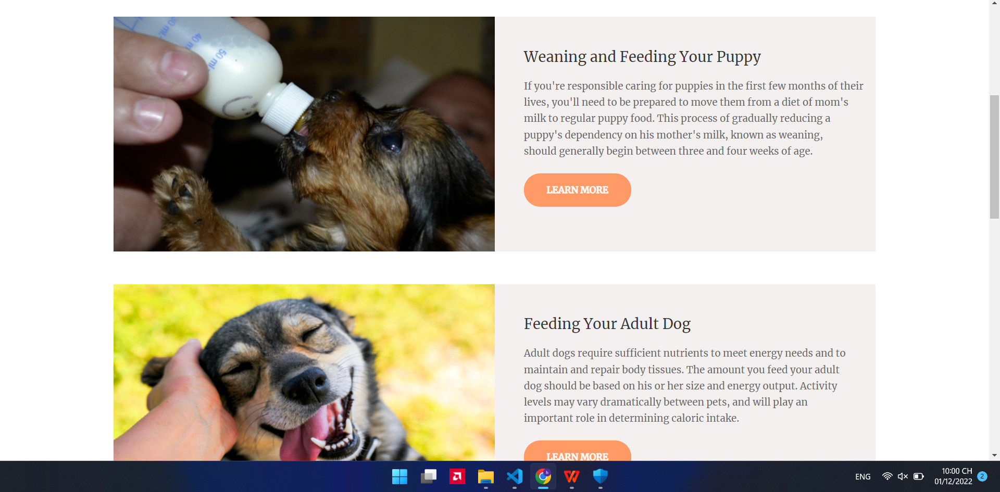 30 ml
40 ml
50 ml
Weaning and Feeding Your Puppy
If you're responsible caring for puppies in the first few months of their
lives, you'll need to be prepared to move them from a diet of mom's
milk to regular puppy food. This process of gradually reducing a
puppy's dependency on his mother's milk, known as weaning,
should generally begin between three and four weeks of age.
LEARN MORE
Feeding Your Adult Dog
Adult dogs require sufficient nutrients to meet energy needs and to
maintain and repair body tissues. The amount you feed your adult
dog should be based on his or her size and energy output. Activity
levels may vary dramatically between pets, and will play an
important role in determining caloric intake.
LEARN MORE
h
ENG
10:00 CH
01/12/2022
2